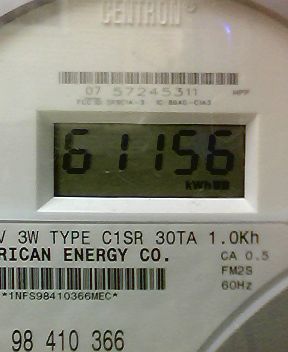 CENTRON®
07 57245311
61156
kWh
V 3W TYPE C1SR 30TA 1.0Kh
RICAN ENERGY CO.
CA 0.5
FM2S
60Hz
*1NFS98410366MEC*
98 410 366